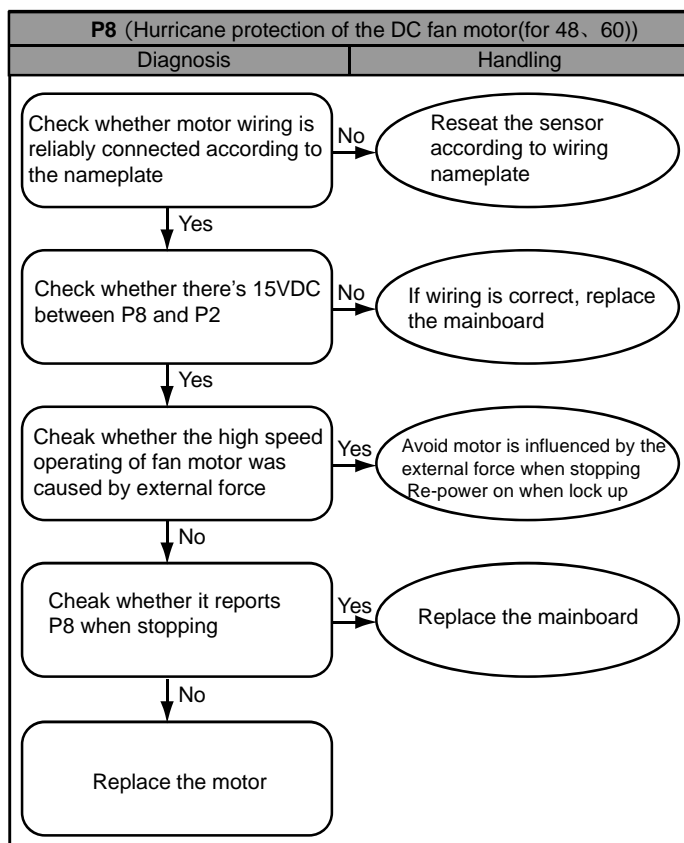 P8（Hurricane protection of the DC fan motor(for 48、60))
Diagnosis
Handling
Check whether motor wiring is
reliably connected according to
the nameplate
No
Reseat the sensor
according to wiring
nameplate
Yes
Check whether there's 15VDC
between P8 and P2
No
If wiring is correct, replace
the mainboard
Yes
Cheak whether the high speed
operating of fan motor was
caused by external force
Yes
Avoid motor is influenced by the
external force when stopping
Re-power on when lock up
No
Cheak whether it reports
P8 when stopping
Yes
Replace the mainboard
No
Replace the motor